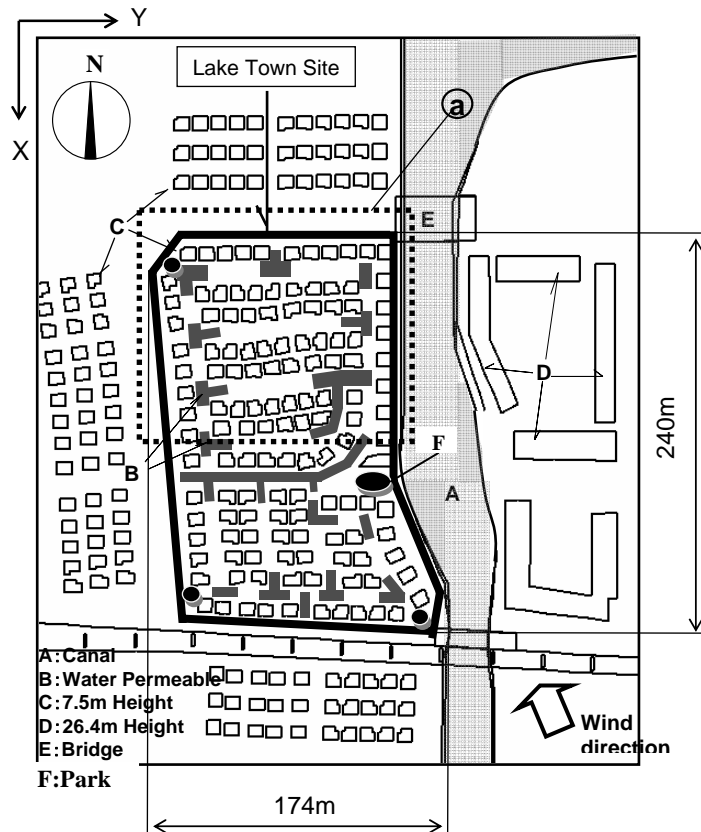 Y
Lake Town Site
N
a
X
E
C
D
240m
F
B
A
A:Canal
B:Water Permeable
C:7.5m Height
D:26.4m Height
E:Bridge
F:Park
Wind
direction
174m